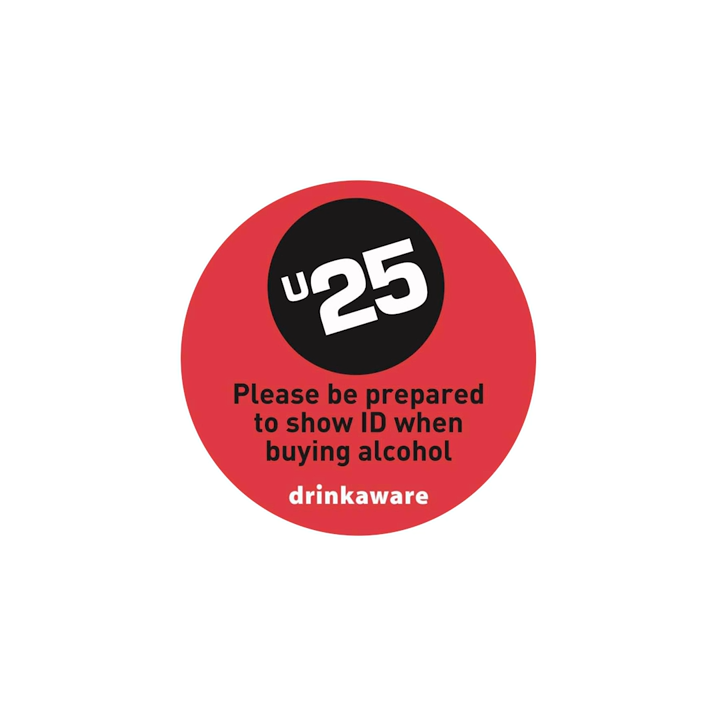 U25
Please be prepared
to show ID when
buying alcohol
drinkaware